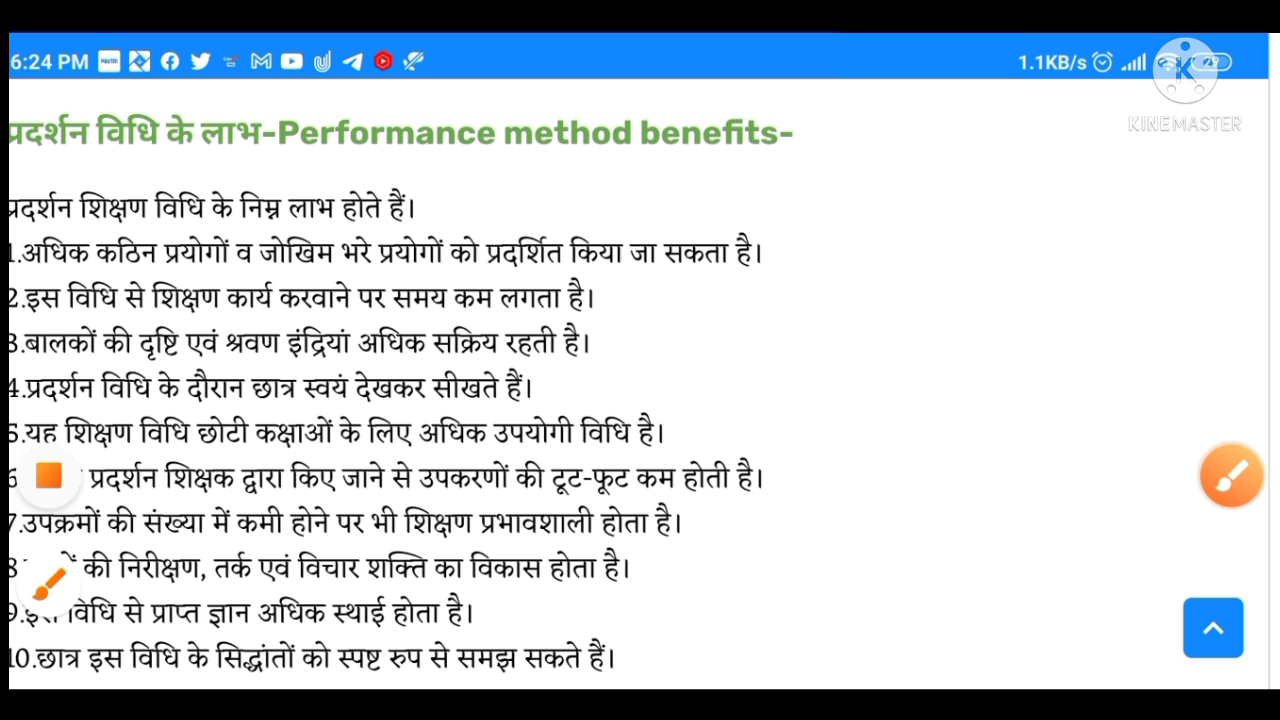 6:24 PM
1.1KB/s
29
KINEMASTER
प्रदर्शन विधि के लाभ-Performance method benefits-
प्रदर्शन शिक्षण विधि के निम्न लाभ होते हैं।
1.अधिक कठिन प्रयोगों व जोखिम भरे प्रयोगों को प्रदर्शित किया जा सकता है।
2.इस विधि से शिक्षण कार्य करवाने पर समय कम लगता है।
3.बालकों की दृष्टि एवं श्रवण इंद्रियां अधिक सक्रिय रहती है।
4.प्रदर्शन विधि के दौरान छात्र स्वयं देखकर सीखते हैं।
5.यह शिक्षण विधि छोटी कक्षाओं के लिए अधिक उपयोगी विधि है।
6 प्रदर्शन शिक्षक द्वारा किए जाने से उपकरणों की टूट-फूट कम होती है।
7.उपक्रमों की संख्या में कमी होने पर भी शिक्षण प्रभावशाली होता है।
8 की निरीक्षण, तर्क एवं विचार शक्ति का विकास होता है।
9.इस विधि से प्राप्त ज्ञान अधिक स्थाई होता है।
10.छात्र इस विधि के सिद्धांतों को स्पष्ट रुप से समझ सकते हैं।